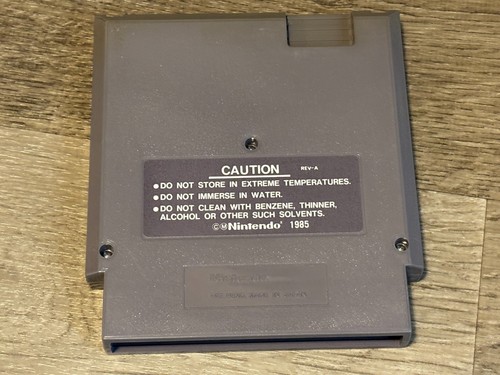 CAUTION REV-A
●DO NOT STORE IN EXTREME TEMPERATURES.
●DO NOT IMMERSE IN WATER.
●DO NOT CLEAN WITH BENZENE, THINNER,
ALCOHOL OR OTHER SUCH SOLVENTS.
©Ⓜ Nintendo® 1985